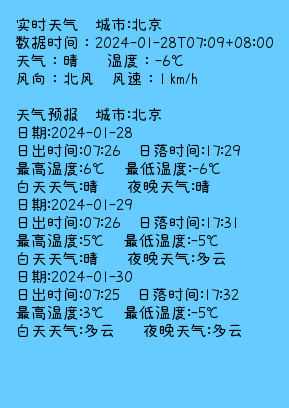 实时天气 城市:北京
数据时间：2024-01-28T07:09+08:00
天气：晴 温度：-6℃
风向：北风 风速：1 km/h
天气预报 城市:北京
日期:2024-01-28
日出时间:07:26 日落时间:17:29
最高温度:6℃ 最低温度:-6℃
白天天气:晴 夜晚天气:晴
日期:2024-01-29
日出时间:07:26 日落时间:17:31
最高温度:5℃ 最低温度:-5℃
白天天气:晴 夜晚天气:多云
日期:2024-01-30
日出时间:07:25 日落时间:17:32
最高温度:3℃ 最低温度:-5℃
白天天气:多云 夜晚天气:多云